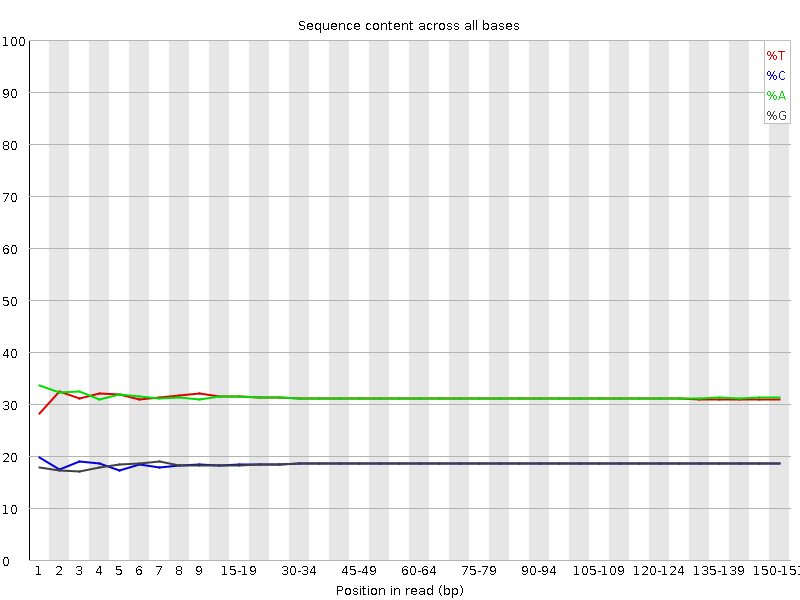 Sequence content across all bases
100
90
80
70
60
50
40
30
20
10
0
%T
%C
%A
%G
1 2 3 4 5 6 7 8 9 15-19 30-34 45-49 60-64 75-79 90-94 105-109 120-124 135-139 150-151
Position in read (bp)